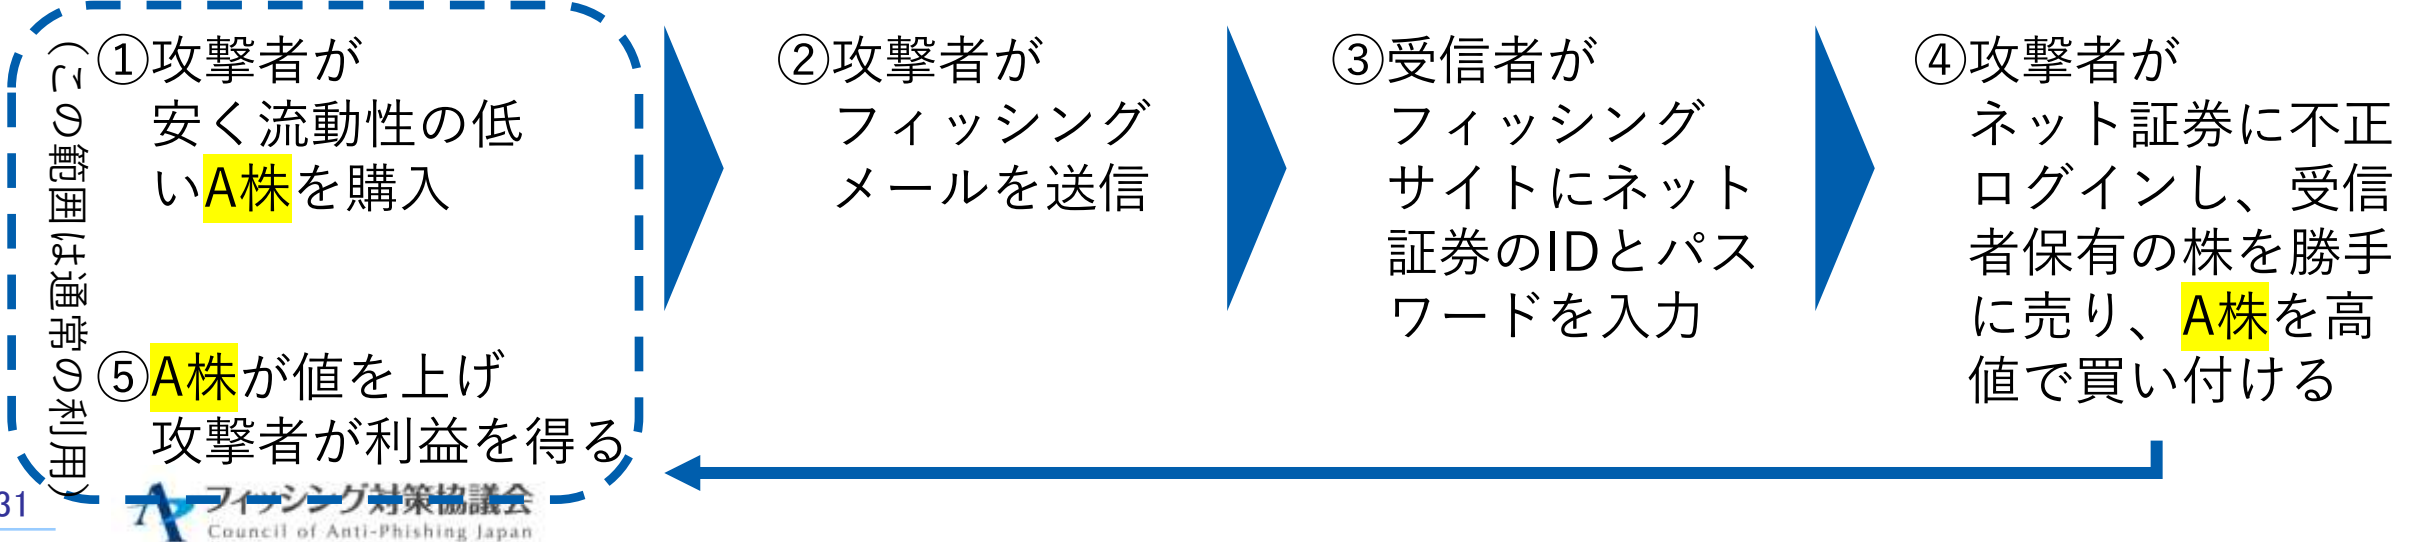 （この範囲は通常の利用）
①攻撃者が
安く流動性の低
いA株を購入
⑤A株が値を上げ
攻撃者が利益を得る
②攻撃者が
フィッシング
メールを送信
③受信者が
フィッシング
サイトにネット
証券のIDとパス
ワードを入力
④攻撃者が
ネット証券に不正
ログインし、受信
者保有の株を勝手
に売り、A株を高
値で買い付ける
31
フィッシング対策協議会
Council of Anti-Phishing Japan